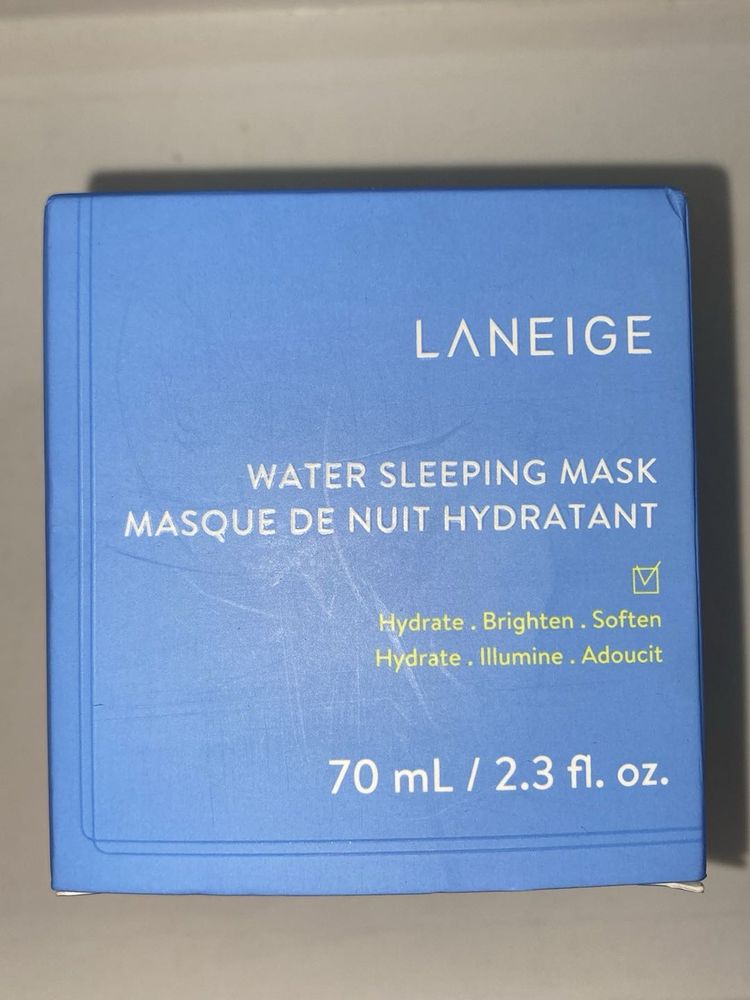 LANEIGE
WATER SLEEPING MASK
MASQUE DE NUIT HYDRATANT
Hydrate . Brighten . Soften
Hydrate . Illumine . Adoucit
70 mL / 2.3 fl. oz.